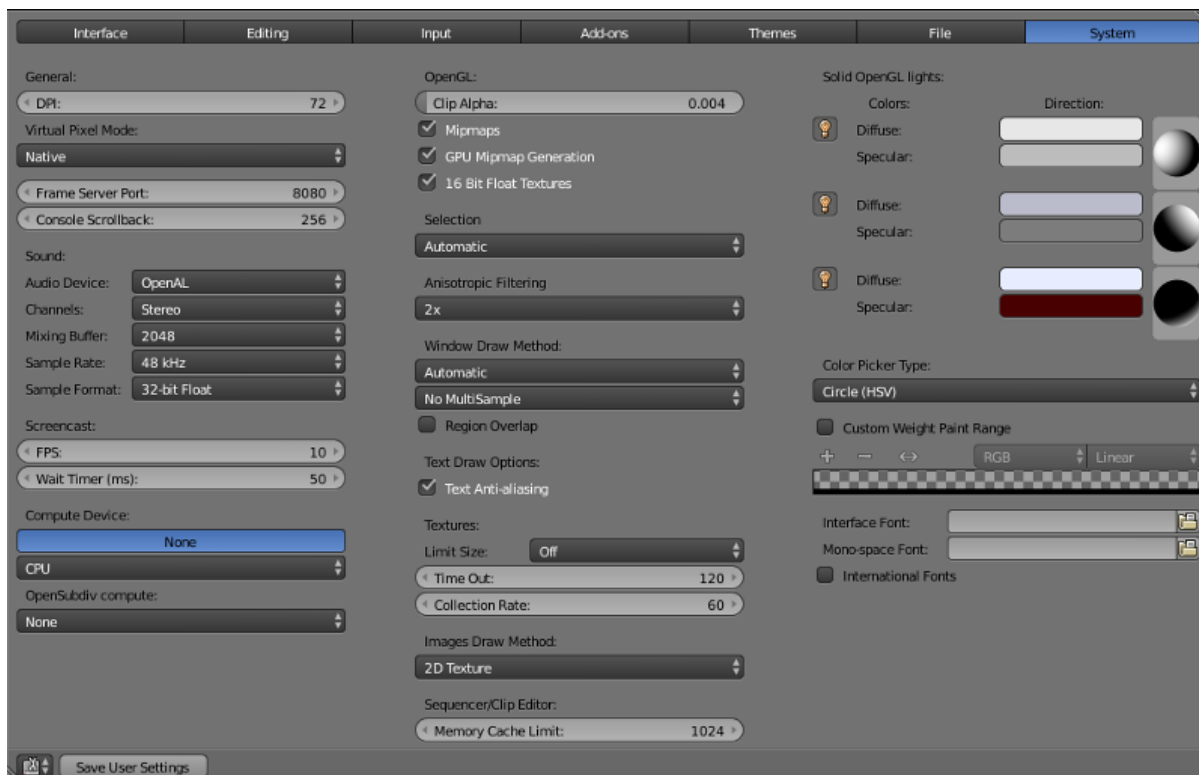 Interface Editing Input Add-ons Themes File System
General:
DPI: 72
Virtual Pixel Mode:
Native
Frame Server Port: 8080
Console Scrollback: 256
Sound:
Audio Device: OpenAL
Channels: Stereo
Mixing Buffer: 2048
Sample Rate: 48 kHz
Sample Format: 32-bit Float
Screencast:
FPS: 10
Wait Timer (ms): 50
Compute Device:
None
CPU
OpenSubdiv compute:
None
OpenGL:
Clip Alpha: 0.004
Mipmaps
GPU Mipmap Generation
16 Bit Float Textures
Selection
Automatic
Anisotropic Filtering
2x
Window Draw Method:
Automatic
No MultiSample
Region Overlap
Text Draw Options:
Text Anti-aliasing
Textures:
Limit Size: Off
Time Out: 120
Collection Rate: 60
Images Draw Method:
2D Texture
Sequencer/Clip Editor:
Memory Cache Limit: 1024
Solid OpenGL lights:
Colors: Direction:
Diffuse:
Specular:
Diffuse:
Specular:
Diffuse:
Specular:
Color Picker Type:
Circle (HSV)
Custom Weight Paint Range
RGB Linear
Interface Font:
Mono-space Font:
International Fonts
Save User Settings